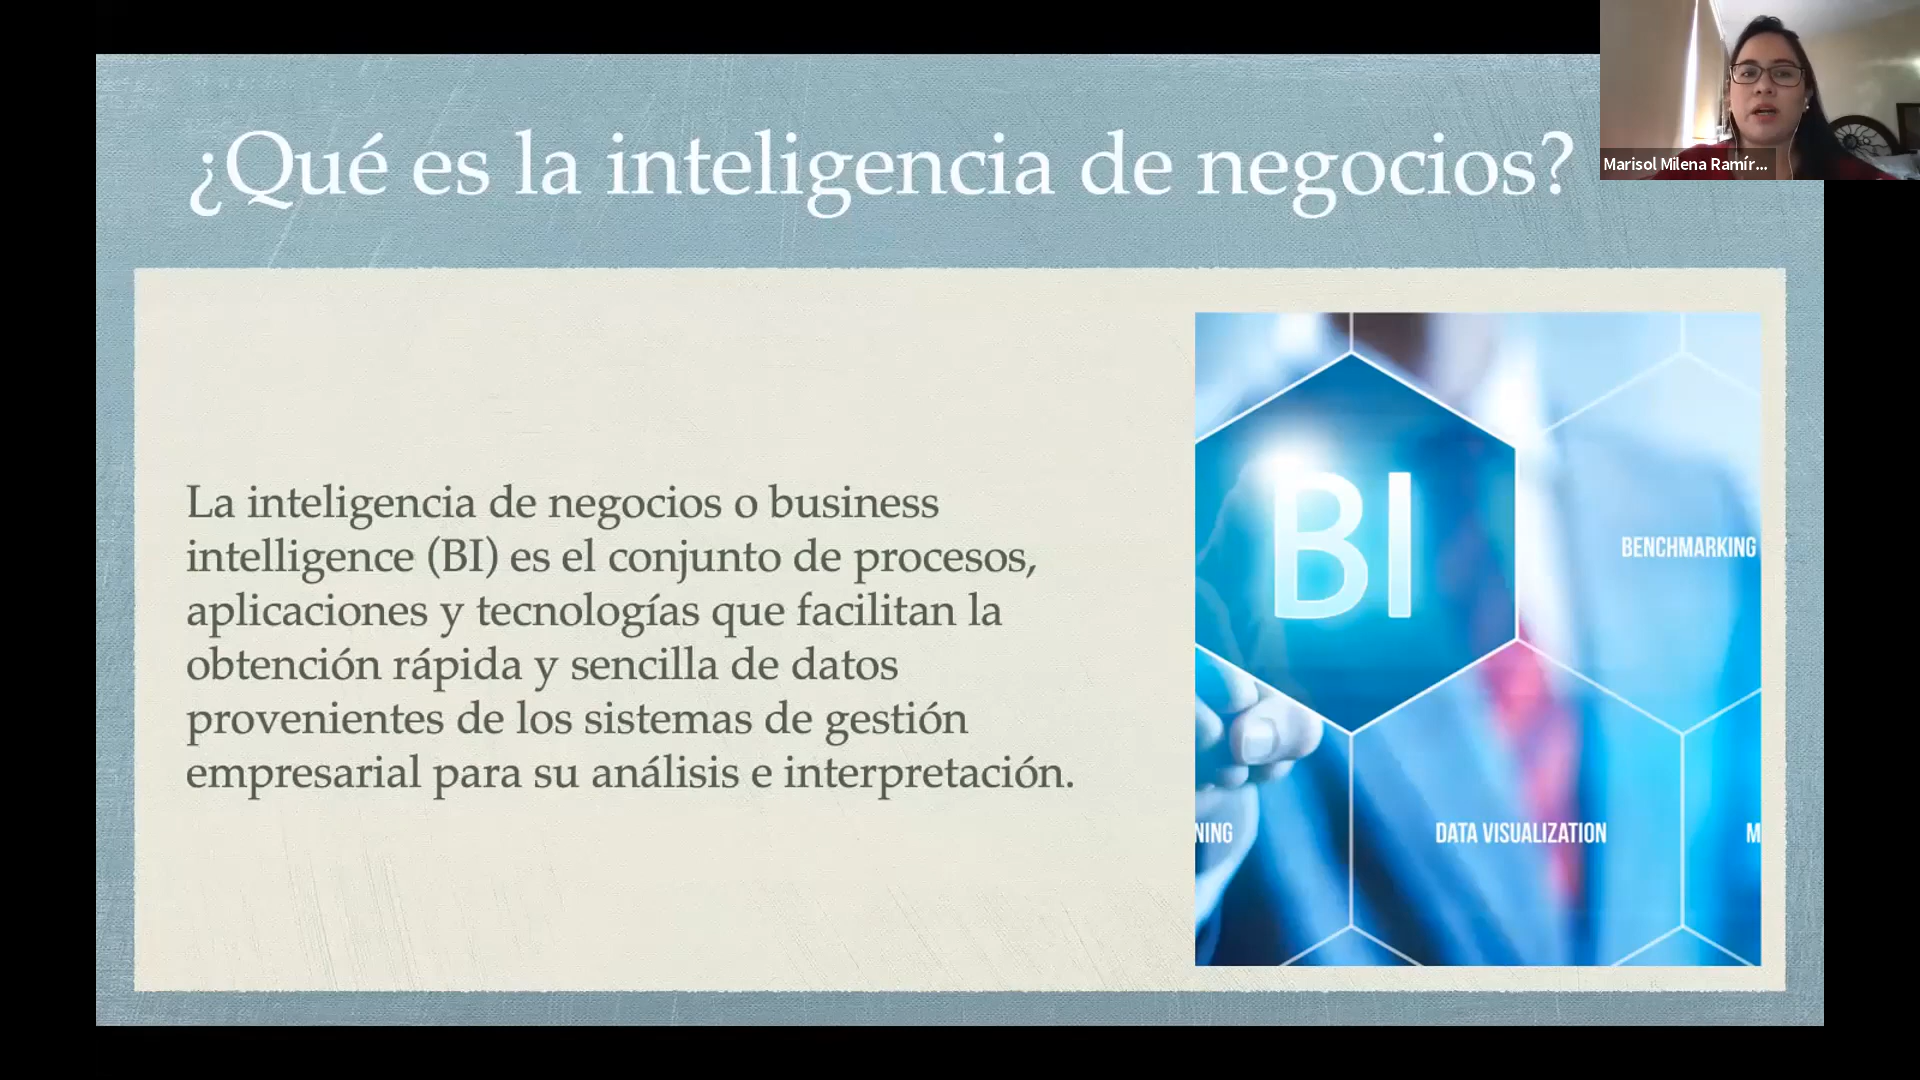 ¿Qué es la inteligencia de negocios?
Marisol Milena Ramír...
La inteligencia de negocios o business
intelligence (BI) es el conjunto de procesos,
aplicaciones y tecnologías que facilitan la
obtención rápida y sencilla de datos
provenientes de los sistemas de gestión
empresarial para su análisis e interpretación.
BI
BENCHMARKING
NING
DATA VISUALIZATION
M